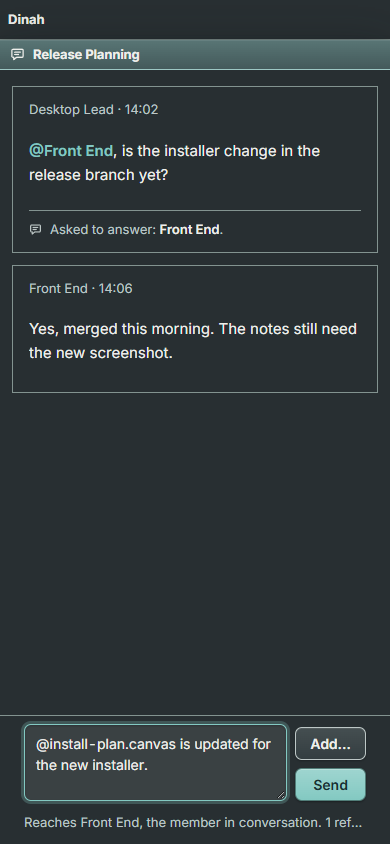 Dinah
Release Planning
Desktop Lead · 14:02
@Front End, is the installer change in the
release branch yet?
Asked to answer: Front End.
Front End · 14:06
Yes, merged this morning. The notes still need
the new screenshot.
@install-plan.canvas is updated for
the new installer.
Add...
Send
Reaches Front End, the member in conversation. 1 ref...